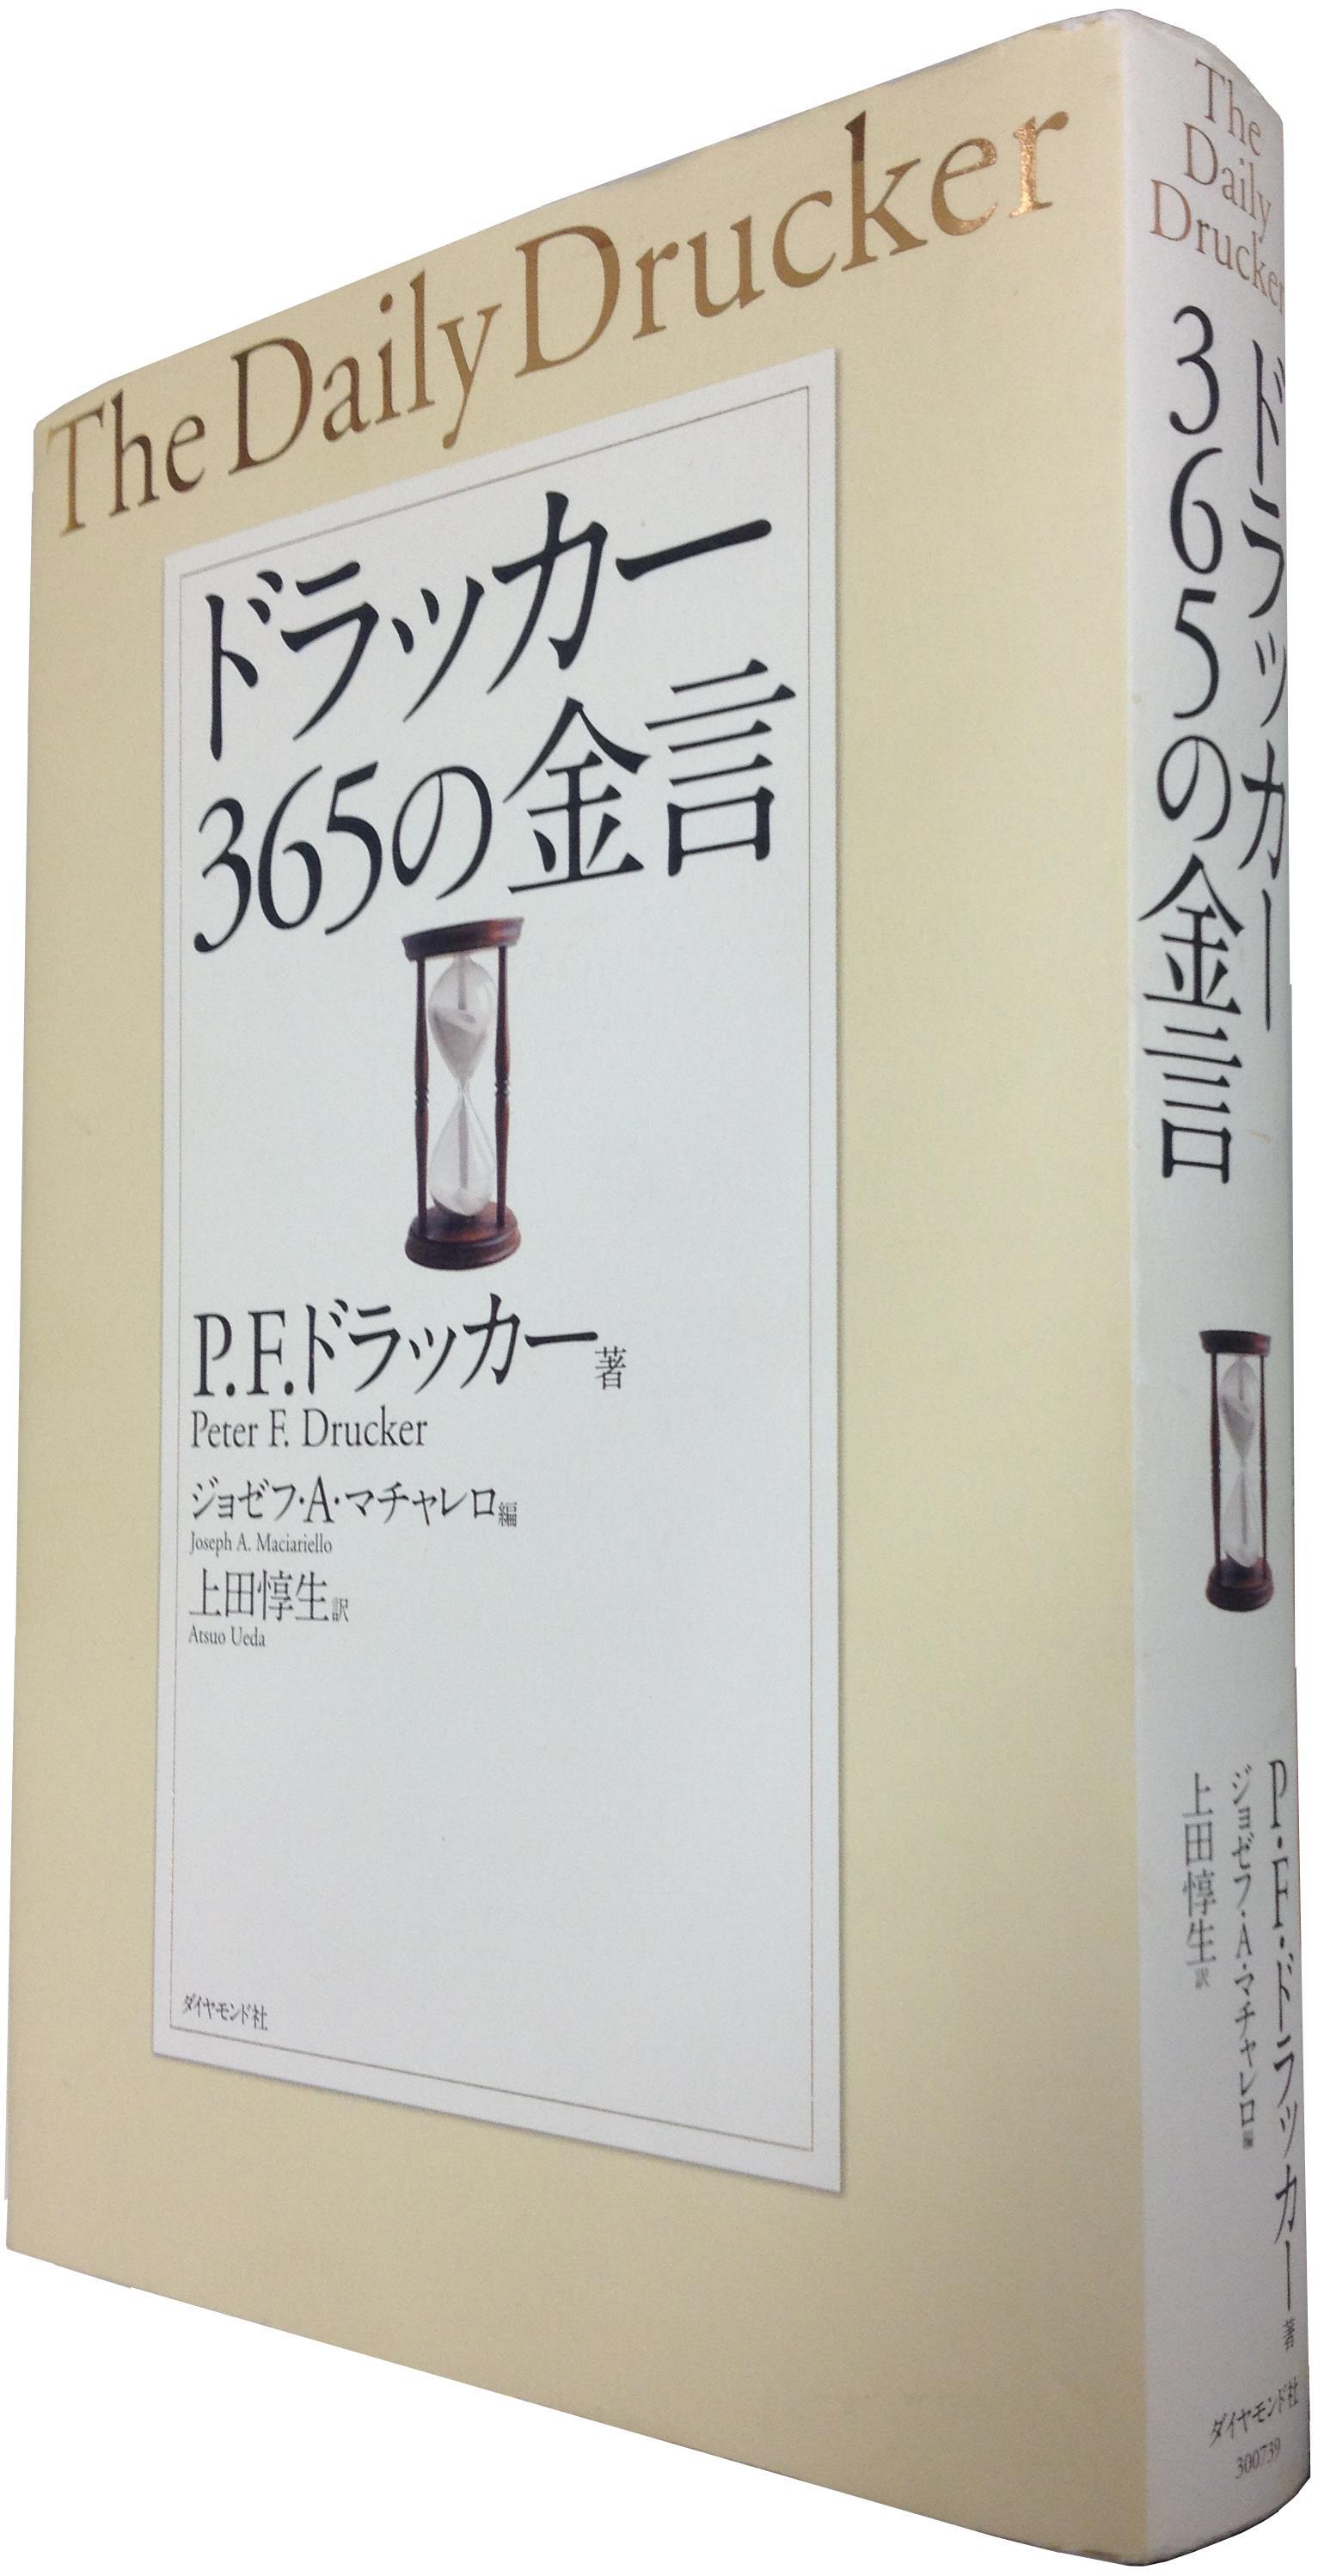 The Daily Drucker
ドラッカー
365の金言
P.F.ドラッカー著
Peter F. Drucker
ジョゼフ・A・マチャレロ編
Joseph A. Maciariello
上田惇生訳
Atsuo Ueda
ダイヤモンド社
The
Daily
Drucker
ドラッカー
365の金言
P・F・ドラッカー著
ジョゼフ・A・マチャレロ編
上田惇生訳
ダイヤモンド社
300739